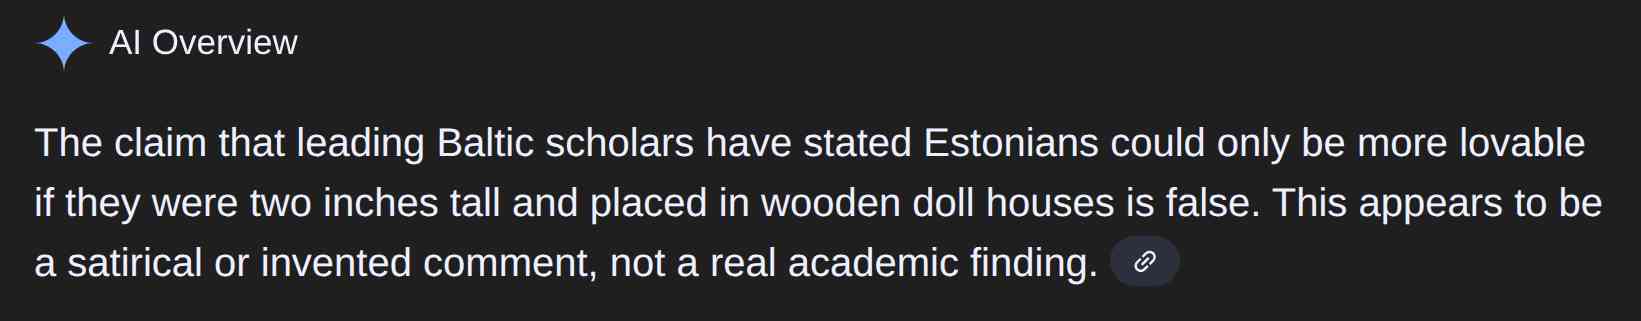 AI Overview
The claim that leading Baltic scholars have stated Estonians could only be more lovable
if they were two inches tall and placed in wooden doll houses is false. This appears to be
a satirical or invented comment, not a real academic finding.